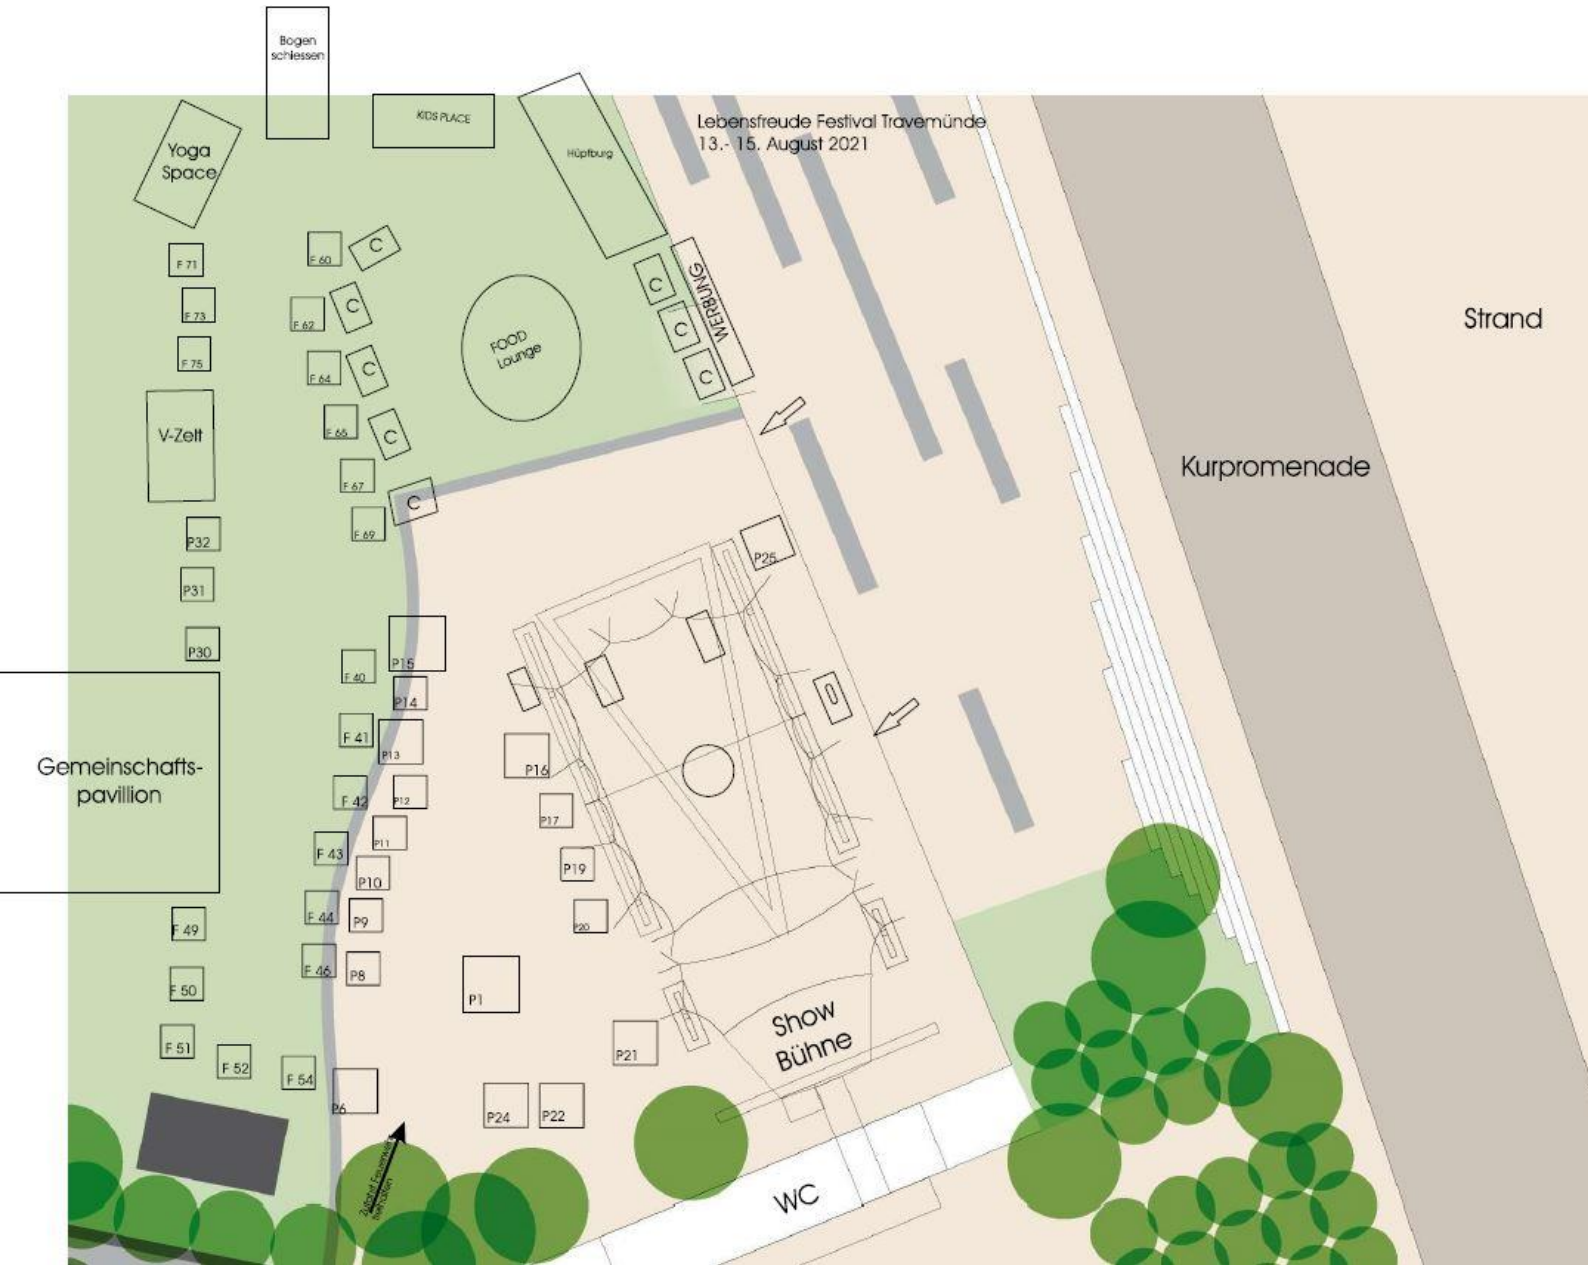 Bogen
schiessen
KIDS PLACE
Lebensfreude Festival Travemünde
13.- 15. August 2021
Yoga
Space
Hüpfburg
F 60
C
F 71
C
WERBUNG
F 73
F 62
C
C
Strand
FOOD
Lounge
F 75
F 64
C
C
V-Zelt
F 65
C
Kurpromenade
F 67
C
F 69
P32
P25
P31
P30
P15
F 40
P14
F 41
P13
P16
Gemeinschafts-
pavillion
F 42
P12
P17
F 43
P11
P10
P19
F 44
P9
P20
F 49
F 46
P8
F 50
P1
Show
Bühne
F 51
F 52
F 54
P21
P6
P24
P22
Zufahrt Feuerwehr
freihalten
WC